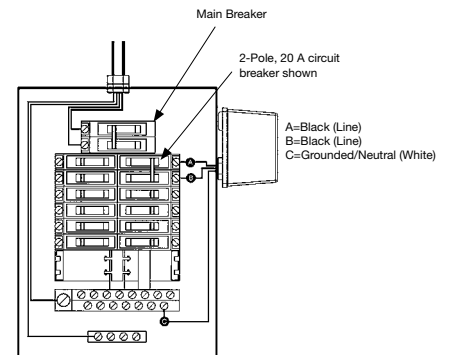 Main Breaker
2-Pole, 20 A circuit
breaker shown
A=Black (Line)
B=Black (Line)
C=Grounded/Neutral (White)
A
B
C